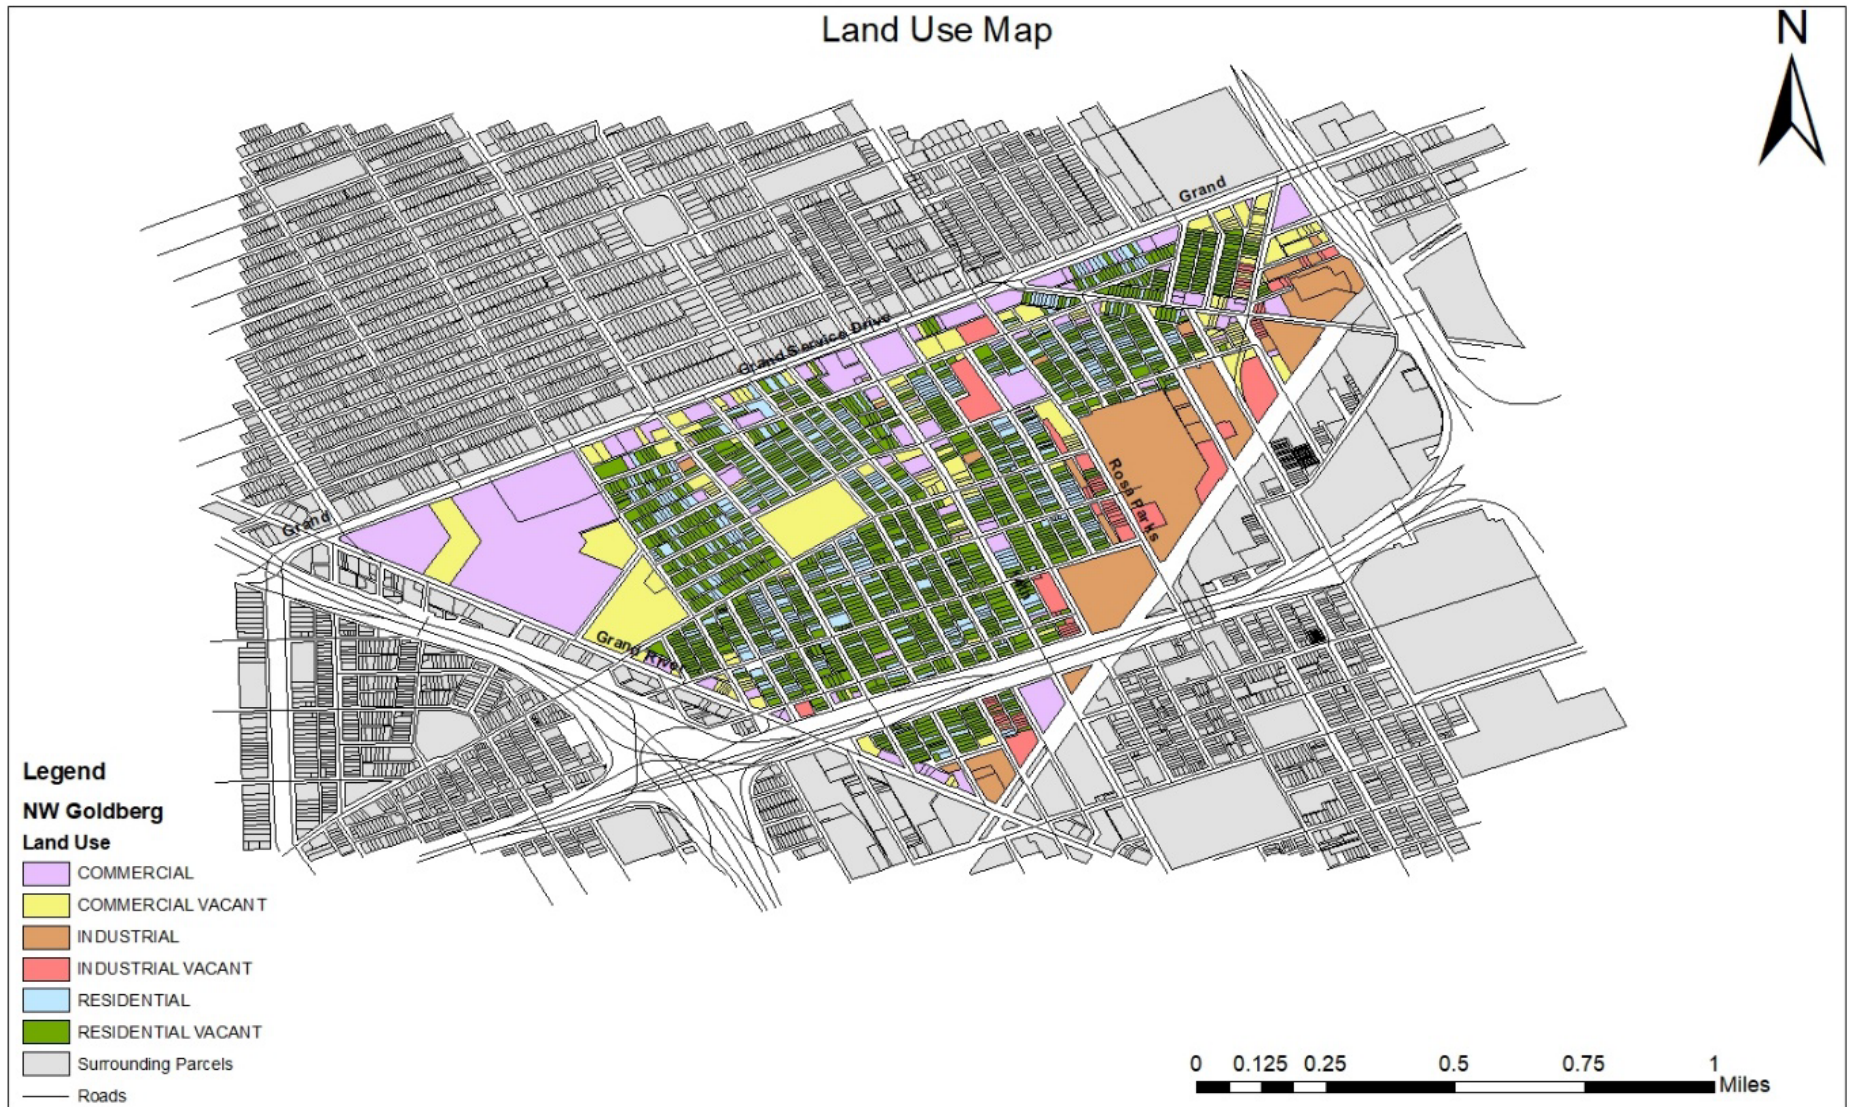 Land Use Map
N
Grand
Grand Service Drive
Rosa Parks
Grand
Grand River
Legend
NW Goldberg
Land Use
COMMERCIAL
COMMERCIAL VACANT
INDUSTRIAL
INDUSTRIAL VACANT
RESIDENTIAL
RESIDENTIAL VACANT
Surrounding Parcels
Roads
0 0.125 0.25 0.5 0.75 1
Miles